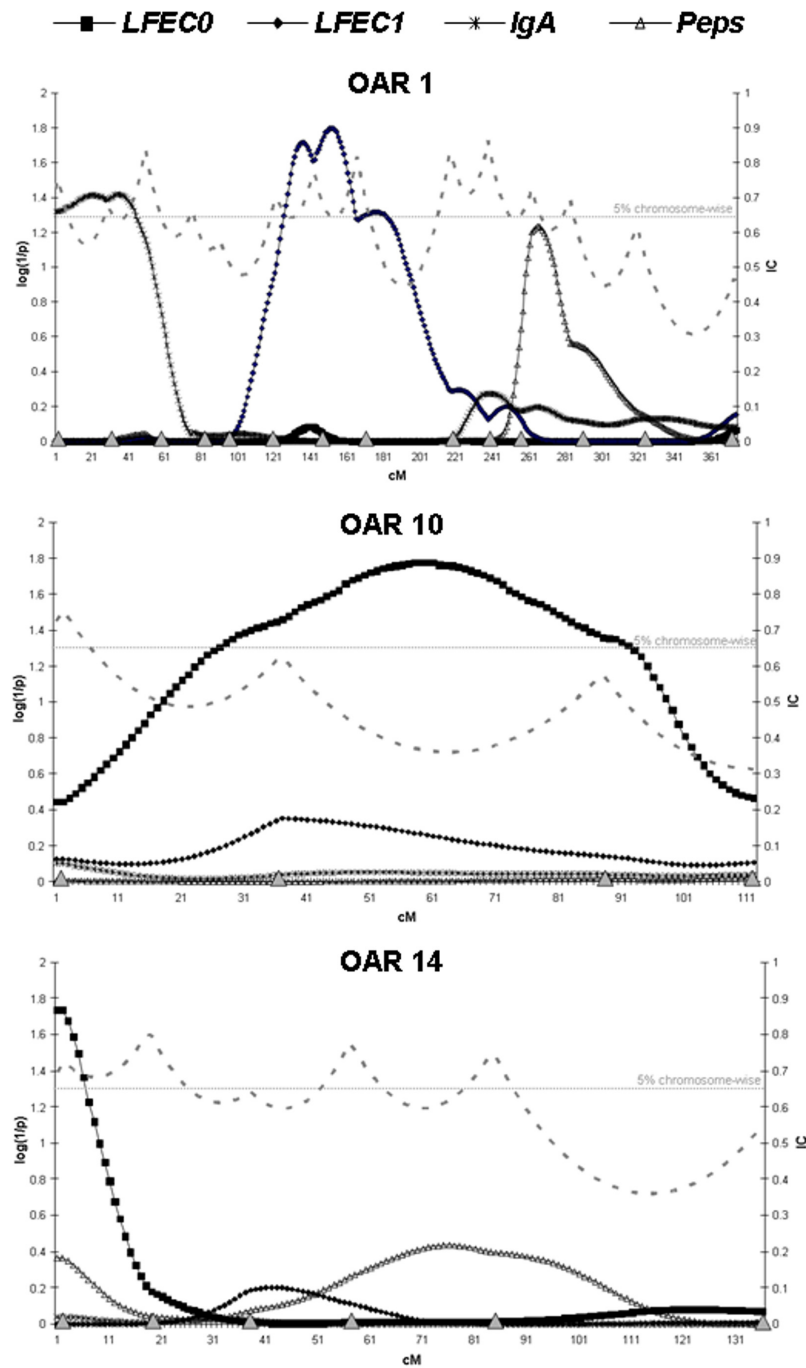 LFEC0 LFEC1 IgA Peps
OAR 1
2 1.8 1.6 1.4 1.2 1 0.8 0.6 0.4 0.2 0
log(1/p)
5% chromosome-wise
1 0.9 0.8 0.7 0.6 0.5 0.4 0.3 0.2 0.1 0
IC
1 21 41 61 81 101 121 141 161 181 201 221 241 261 281 301 321 341 361
cM
OAR 10
2 1.8 1.6 1.4 1.2 1 0.8 0.6 0.4 0.2 0
log(1/p)
5% chromosome-wise
1 0.9 0.8 0.7 0.6 0.5 0.4 0.3 0.2 0.1 0
IC
1 11 21 31 41 51 61 71 81 91 101 111
cM
OAR 14
2 1.8 1.6 1.4 1.2 1 0.8 0.6 0.4 0.2 0
log(1/p)
5% chromosome-wise
1 0.9 0.8 0.7 0.6 0.5 0.4 0.3 0.2 0.1 0
IC
1 11 21 31 41 51 61 71 81 91 101 111 121 131
cM